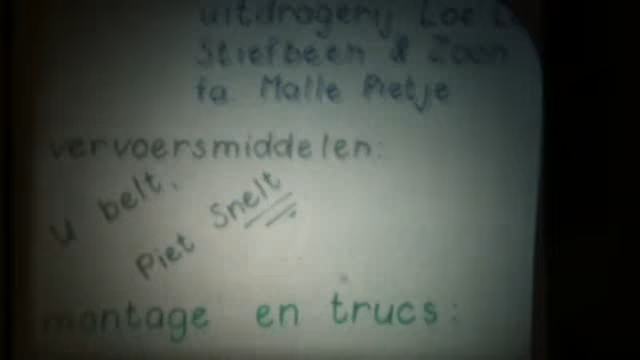 uitdragerij Loe
Stiefbeen & Zoon
fa. Malle Pietje
vervoersmiddelen:
u belt.
Piet Snelt
montage en trucs: